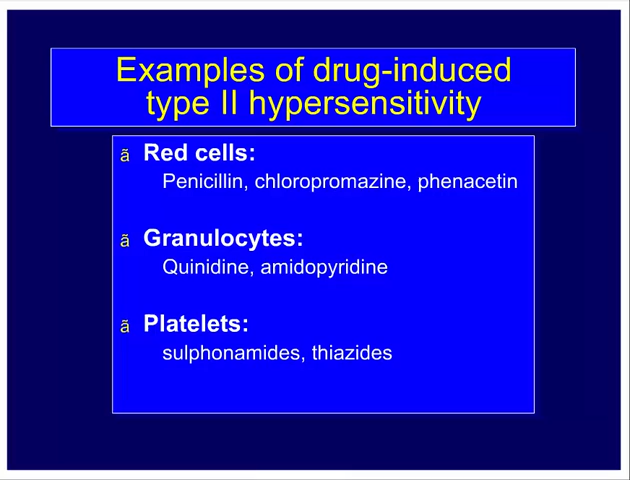 Examples of drug-induced
type II hypersensitivity
ã Red cells:
Penicillin, chloropromazine, phenacetin
ã Granulocytes:
Quinidine, amidopyridine
ã Platelets:
sulphonamides, thiazides